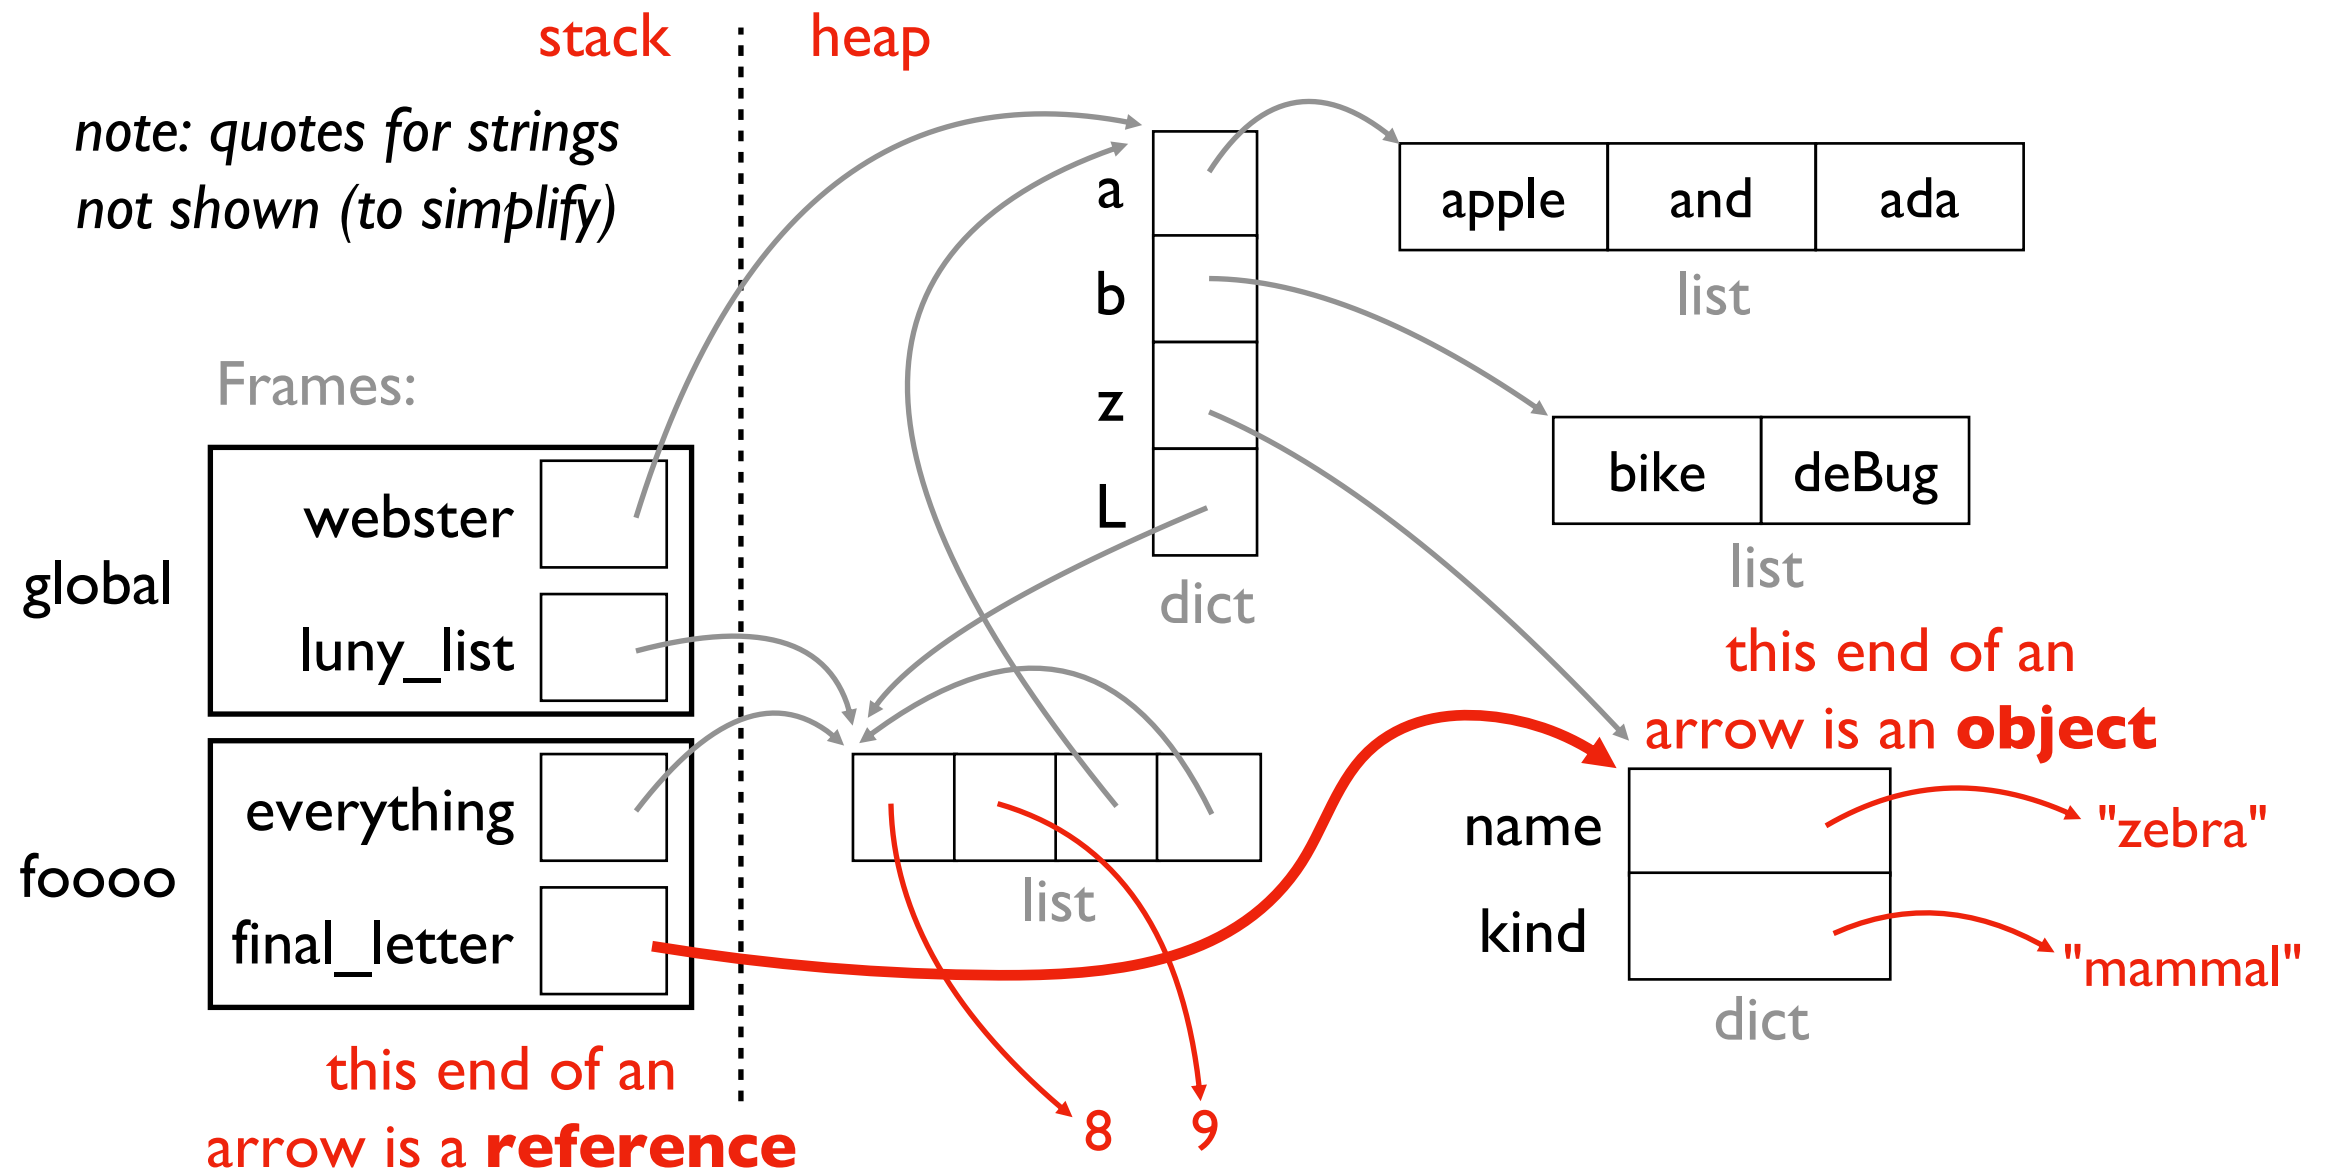 stack
heap
note: quotes for strings
not shown (to simplify)
a
apple
and
ada
b
list
Frames:
z
bike
deBug
webster
L
list
global
dict
luny_list
this end of an
arrow is an object
everything
name
"zebra"
foooo
list
final_letter
kind
"mammal"
dict
this end of an
arrow is a reference
8
9